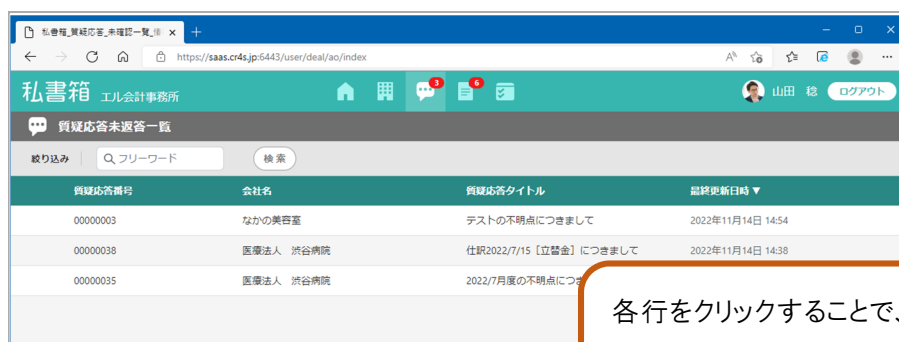 私書箱_質疑応答_未確認一覧_
https://saas.cr4s.jp:6443/user/deal/ao/index
私書箱 エル会計事務所 3 6 山田 稔 ログアウト
質疑応答未返答一覧
絞り込み フリーワード 検索
質疑応答番号 会社名 質疑応答タイトル 最終更新日時▼
00000003 なかの美容室 テストの不明点につきまして 2022年11月14日 14:54
00000038 医療法人 渋谷病院 仕訳2022/7/15［立替金］につきまして 2022年11月14日 14:38
00000035 医療法人 渋谷病院 2022/7月度の不明点につき
各行をクリックすることで、